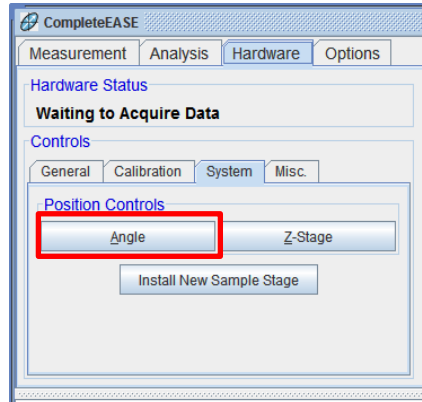 CompleteEASE
Measurement Analysis Hardware Options
Hardware Status
Waiting to Acquire Data
Controls
General Calibration System Misc.
Position Controls
Angle Z-Stage
Install New Sample Stage